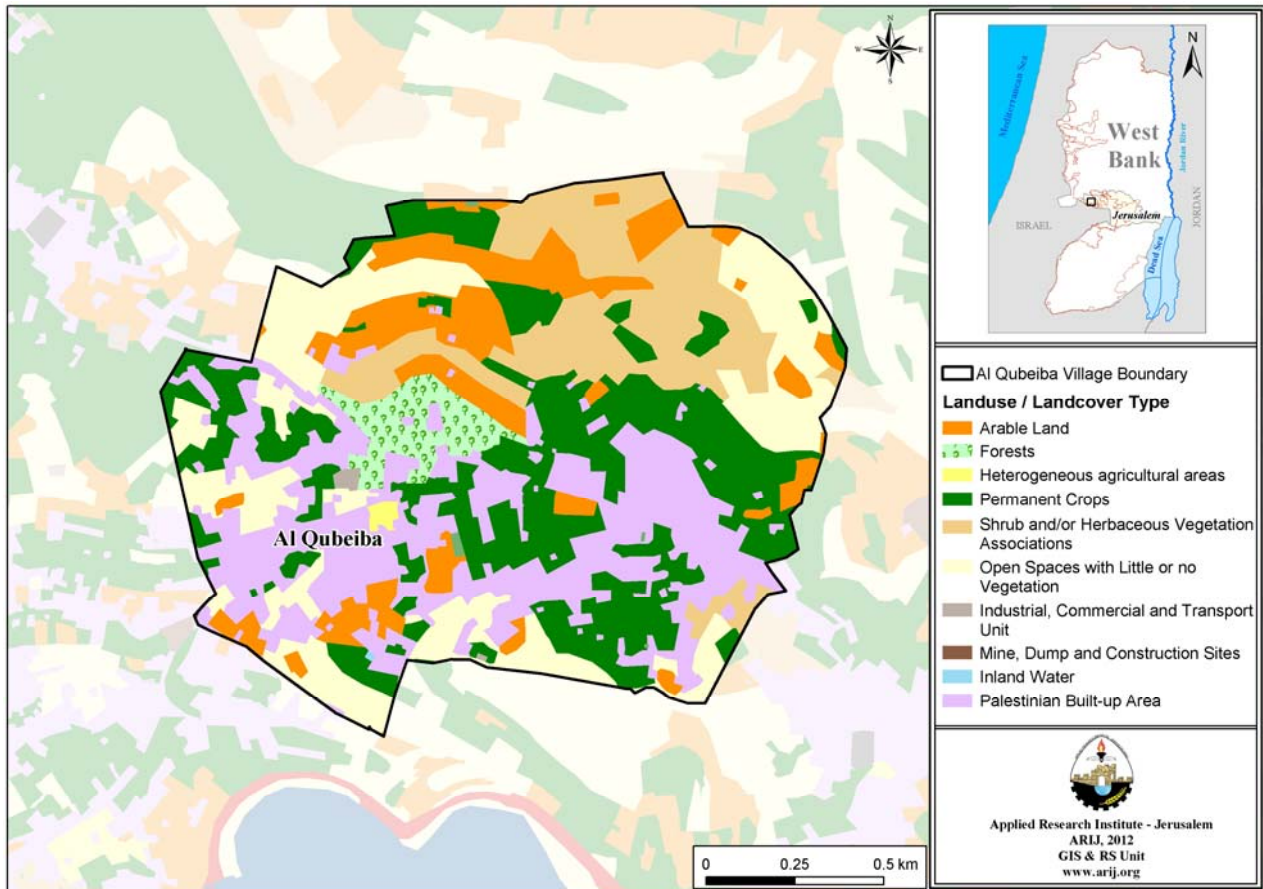 N
W
E
S
Al Qubeiba
0
0.25
0.5 km
N
Mediterranean Sea
West
Bank
Jordan River
Jerusalem
JORDAN
ISRAEL
Dead Sea
Al Qubeiba Village Boundary
Landuse / Landcover Type
Arable Land
Forests
Heterogeneous agricultural areas
Permanent Crops
Shrub and/or Herbaceous Vegetation
Associations
Open Spaces with Little or no
Vegetation
Industrial, Commercial and Transport
Unit
Mine, Dump and Construction Sites
Inland Water
Palestinian Built-up Area
Applied Research Institute - Jerusalem
ARIJ, 2012
GIS & RS Unit
www.arij.org